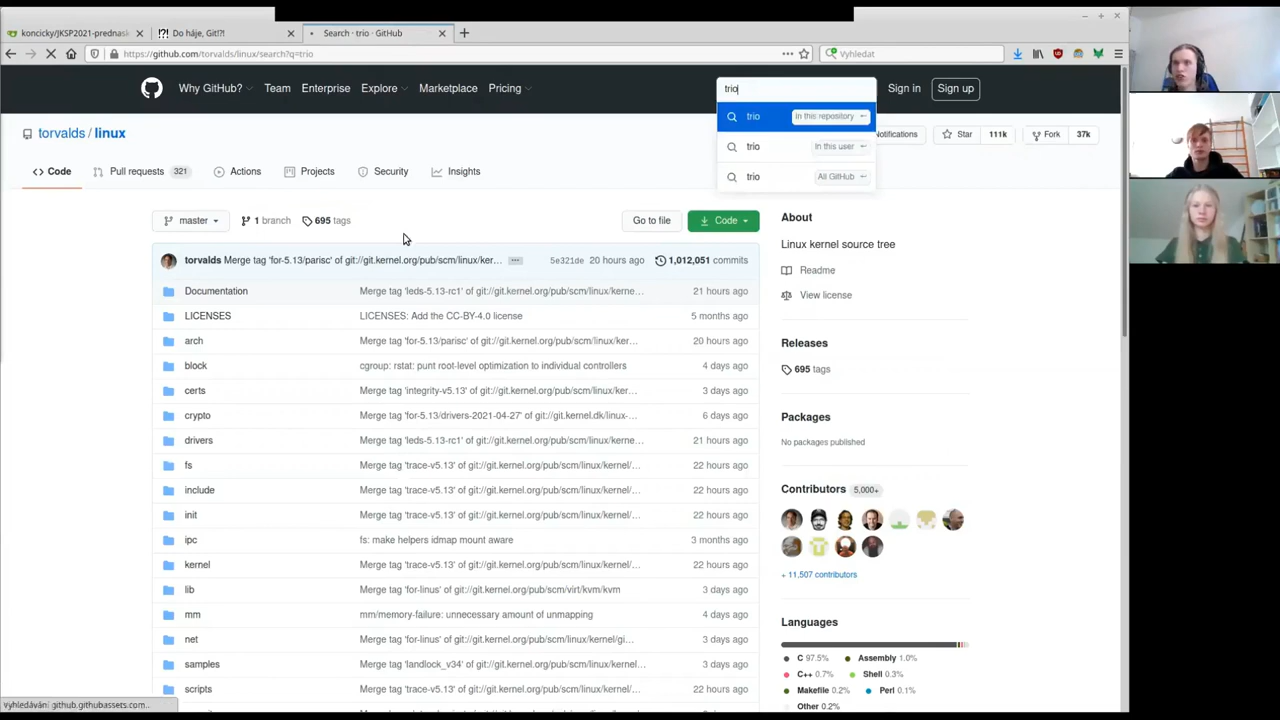 koncicky/JKSP2021-prednask
Do háje, Git!?!
Search · trio · GitHub
https://github.com/torvalds/linux/search?q=trio
Vyhledat
Why GitHub?
Team
Enterprise
Explore
Marketplace
Pricing
trio
Sign in
Sign up
trio In this repository
trio In this user
trio All GitHub
torvalds / linux
Notifications
Star 111k
Fork 37k
Code
Pull requests 321
Actions
Projects
Security
Insights
master
1 branch
695 tags
Go to file
Code
torvalds Merge tag 'for-5.13/parisc' of git://git.kernel.org/pub/scm/linux/ker... 5e321de 20 hours ago 1,012,051 commits
Documentation Merge tag 'leds-5.13-rc1' of git://git.kernel.org/pub/scm/linux/kerne... 21 hours ago
LICENSES LICENSES: Add the CC-BY-4.0 license 5 months ago
arch Merge tag 'for-5.13/parisc' of git://git.kernel.org/pub/scm/linux/ker... 20 hours ago
block cgroup: rstat: punt root-level optimization to individual controllers 4 days ago
certs Merge tag 'integrity-v5.13' of git://git.kernel.org/pub/scm/linux/ker... 3 days ago
crypto Merge tag 'for-5.13/drivers-2021-04-27' of git://git.kernel.dk/linux-... 6 days ago
drivers Merge tag 'leds-5.13-rc1' of git://git.kernel.org/pub/scm/linux/kerne... 21 hours ago
fs Merge tag 'trace-v5.13' of git://git.kernel.org/pub/scm/linux/kernel/... 22 hours ago
include Merge tag 'trace-v5.13' of git://git.kernel.org/pub/scm/linux/kernel/... 22 hours ago
init Merge tag 'trace-v5.13' of git://git.kernel.org/pub/scm/linux/kernel/... 22 hours ago
ipc fs: make helpers idmap mount aware 3 months ago
kernel Merge tag 'trace-v5.13' of git://git.kernel.org/pub/scm/linux/kernel/... 22 hours ago
lib Merge tag 'for-linus' of git://git.kernel.org/pub/scm/virt/kvm/kvm 3 days ago
mm mm/memory-failure: unnecessary amount of unmapping 4 days ago
net Merge tag 'for-linus' of git://git.kernel.org/pub/scm/linux/kernel/gi... 3 days ago
samples Merge tag 'landlock_v34' of git://git.kernel.org/pub/scm/linux/kernel/... 3 days ago
scripts Merge tag 'trace-v5.13' of git://git.kernel.org/pub/scm/linux/kernel/... 22 hours ago
About
Linux kernel source tree
Readme
View license
Releases
695 tags
Packages
No packages published
Contributors 5,000+
+ 11,507 contributors
Languages
C 97.5% Assembly 1.0%
C++ 0.7% Shell 0.3%
Makefile 0.2% Perl 0.1%
Other 0.2%
vyhledávání github.githubassets.com...